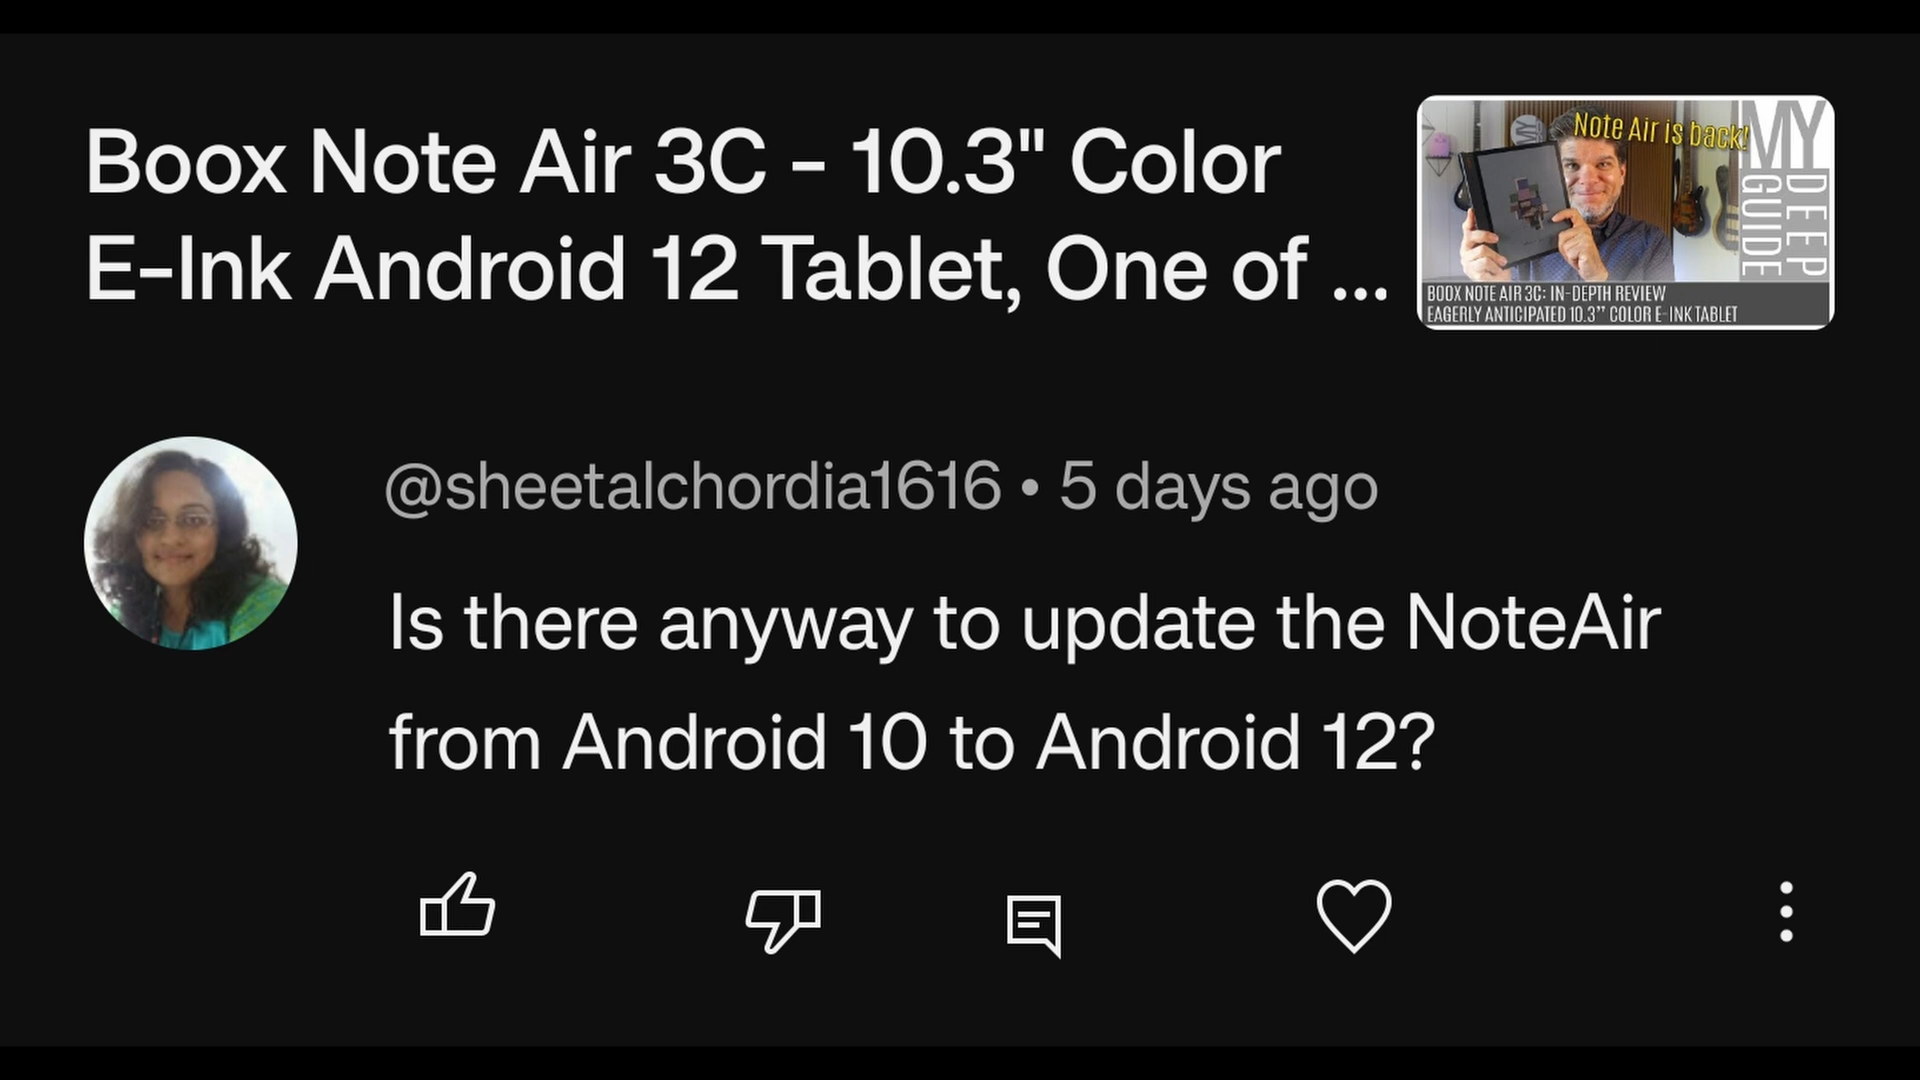 Boox Note Air 3C - 10.3" Color
E-Ink Android 12 Tablet, One of ...
Note Air is back!
MY
DEEP
GUIDE
MY
BOOX NOTE AIR 3C: IN-DEPTH REVIEW
EAGERLY ANTICIPATED 10.3" COLOR E-INK TABLET
@sheetalchordia1616 • 5 days ago
Is there anyway to update the NoteAir
from Android 10 to Android 12?